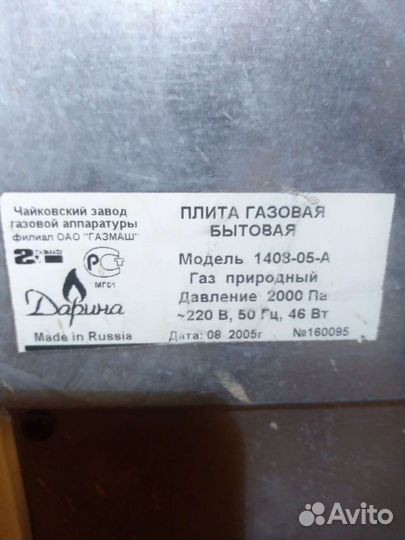 Чайковский завод
газовой аппаратуры
филиал ОАО "ГАЗМАШ"
МГ01
Дарина
Made in Russia
ПЛИТА ГАЗОВАЯ
БЫТОВАЯ
Модель 1408-05-А
Газ природный
Давление 2000 Па
~220 В, 50 Гц, 46 Вт
Дата: 08 2005г №160095
Avito